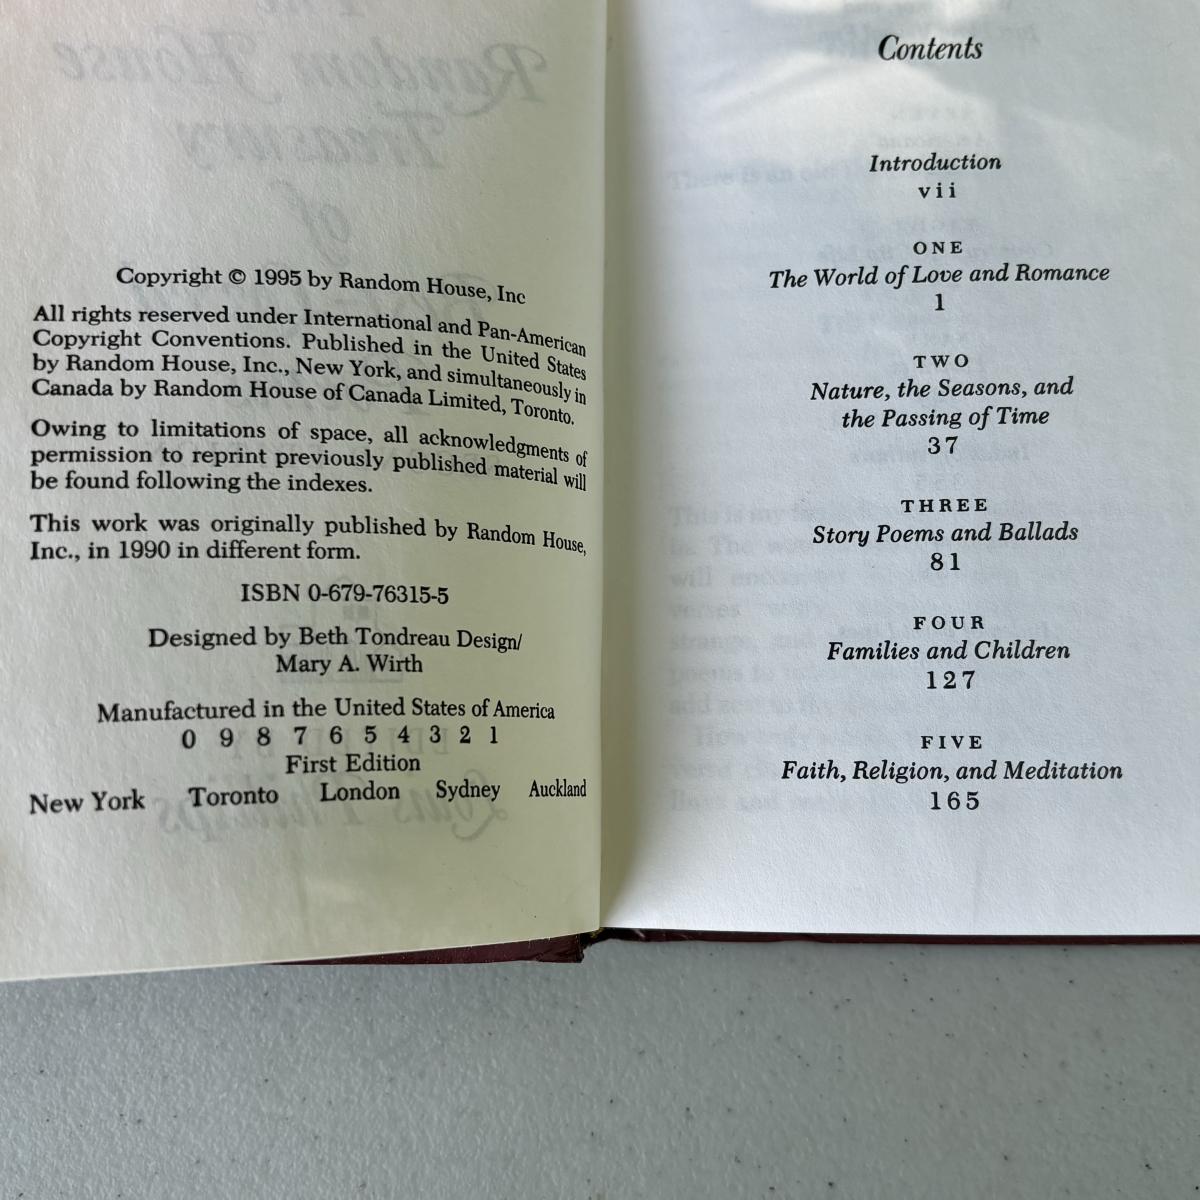 Copyright © 1995 by Random House, Inc
All rights reserved under International and Pan-American
Copyright Conventions. Published in the United States
by Random House, Inc., New York, and simultaneously in
Canada by Random House of Canada Limited, Toronto.
Owing to limitations of space, all acknowledgments of
permission to reprint previously published material will
be found following the indexes.
This work was originally published by Random House,
Inc., in 1990 in different form.
ISBN 0-679-76315-5
Designed by Beth Tondreau Design/
Mary A. Wirth
Manufactured in the United States of America
0 9 8 7 6 5 4 3 2 1
First Edition
New York Toronto London Sydney Auckland
Contents
Introduction
vii
ONE
The World of Love and Romance
1
TWO
Nature, the Seasons, and
the Passing of Time
37
THREE
Story Poems and Ballads
81
FOUR
Families and Children
127
FIVE
Faith, Religion, and Meditation
165